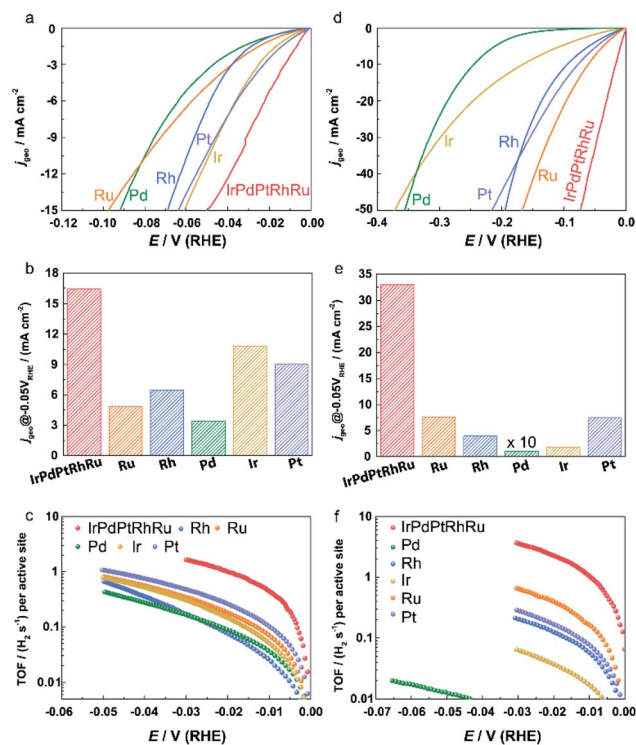 a
j geo / mA cm-2
0
-3
-6
-9
-12
-15
Ru
Pd
Rh
Pt
Ir
IrPdPtRhRu
-0.12 -0.10 -0.08 -0.06 -0.04 -0.02 0.00
E / V (RHE)
d
j geo / mA cm-2
0
-10
-20
-30
-40
-50
Ir
Pd
Rh
Pt
Ru
IrPdPtRhRu
-0.4 -0.3 -0.2 -0.1 0.0
E / V (RHE)
b
j geo@-0.05V RHE / (mA cm-2)
18
15
12
9
6
3
0
IrPdPtRhRu Ru Rh Pd Ir Pt
e
j geo@-0.05V RHE / (mA cm-2)
35
30
25
20
15
10
5
0
x 10
IrPdPtRhRu Ru Rh Pd Ir Pt
c
TOF / (H2 s-1) per active site
10
1
0.1
0.01
IrPdPtRhRu Rh Ru
Pd Ir Pt
-0.06 -0.05 -0.04 -0.03 -0.02 -0.01 0.00
E / V (RHE)
f
TOF / (H2 s-1) per active site
10
1
0.1
0.01
IrPdPtRhRu
Pd
Rh
Ir
Ru
Pt
-0.07 -0.06 -0.05 -0.04 -0.03 -0.02 -0.01 0.00
E / V (RHE)